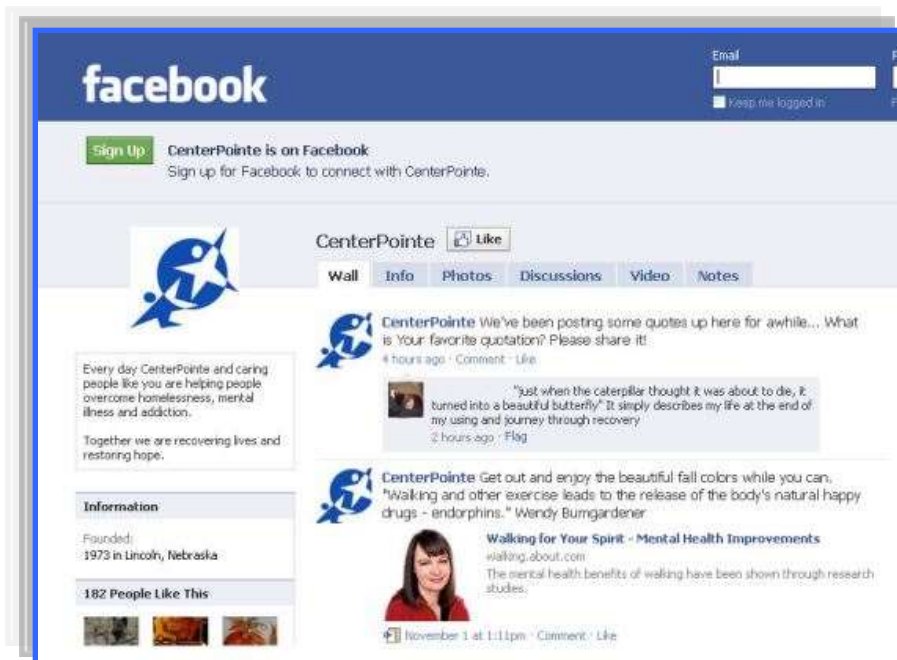 Email
facebook
Keep me logged in
Sign Up
CenterPointe is on Facebook
Sign up for Facebook to connect with CenterPointe.
CenterPointe Like
Wall Info Photos Discussions Video Notes
CenterPointe We've been posting some quotes up here for awhile... What
is Your favorite quotation? Please share it!
4 hours ago · Comment · Like
"just when the caterpillar thought it was about to die, it
turned into a beautiful butterfly" It simply describes my life at the end of
my using and journey through recovery
2 hours ago · Flag
CenterPointe Get out and enjoy the beautiful fall colors while you can.
"Walking and other exercise leads to the release of the body's natural happy
drugs - endorphins." Wendy Bumgardener
Walking for Your Spirit - Mental Health Improvements
walking.about.com
The mental health benefits of walking have been shown through research
studies.
November 1 at 1:11pm · Comment · Like
Every day CenterPointe and caring
people like you are helping people
overcome homelessness, mental
illness and addiction.
Together we are recovering lives and
restoring hope.
Information
Founded:
1973 in Lincoln, Nebraska
182 People Like This